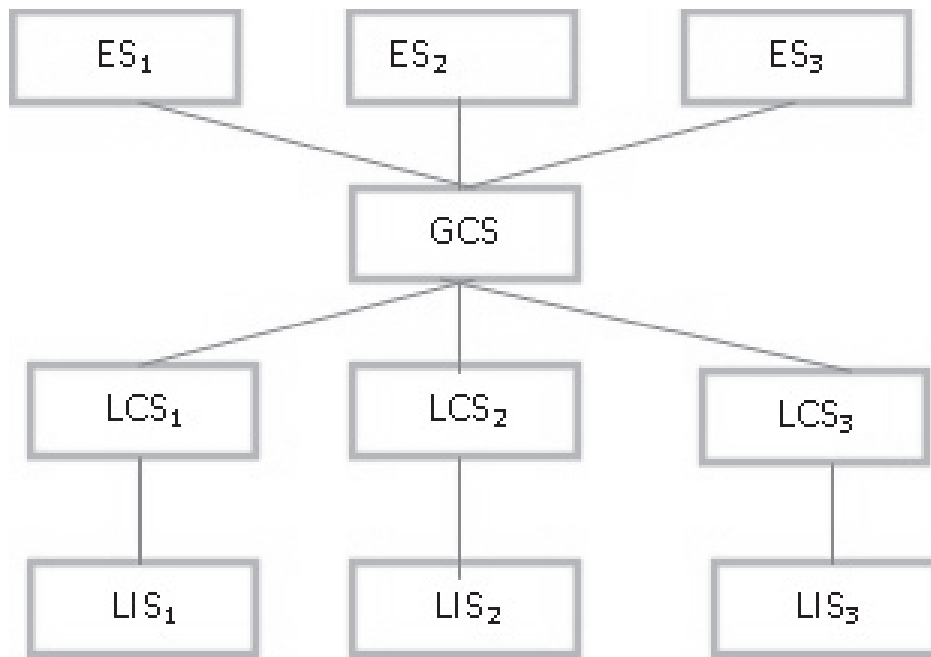 ES₁ ES₂ ES₃
GCS
LCS₁ LCS₂ LCS₃
LIS₁ LIS₂ LIS₃